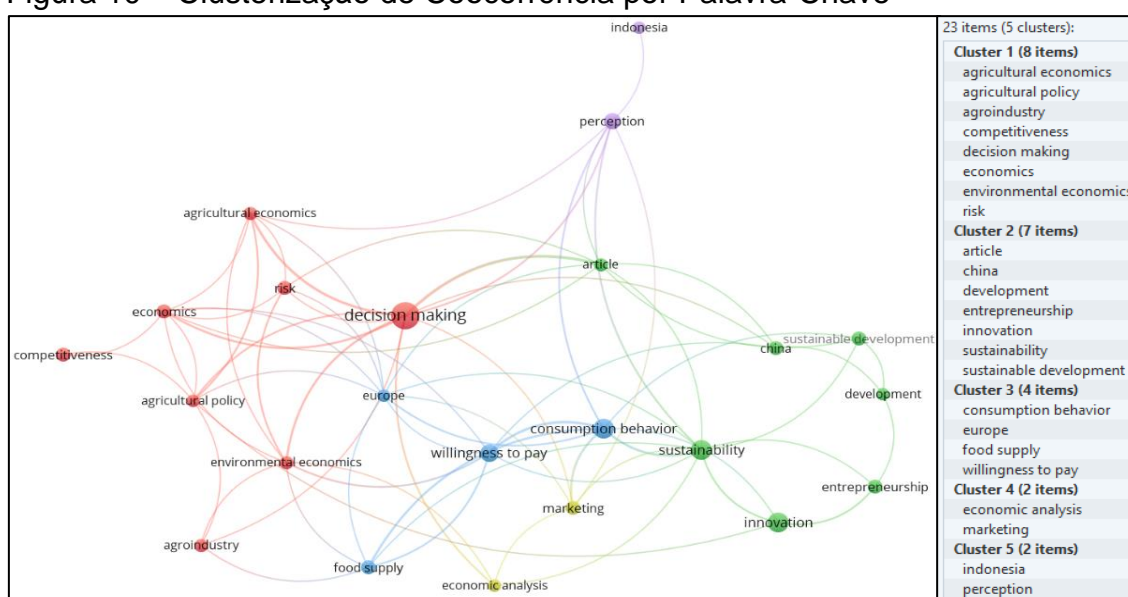 Figura 10 – Clusterização de Coocorrência por Palavra-Chave
indonesia
perception
agricultural economics
article
risk
economics
decision making
sustainable development
china
competitiveness
europe
development
agricultural policy
consumption behavior
willingness to pay
sustainability
environmental economics
entrepreneurship
marketing
innovation
agroindustry
food supply
economic analysis
23 items (5 clusters):
Cluster 1 (8 items)
agricultural economics
agricultural policy
agroindustry
competitiveness
decision making
economics
environmental economics
risk
Cluster 2 (7 items)
article
china
development
entrepreneurship
innovation
sustainability
sustainable development
Cluster 3 (4 items)
consumption behavior
europe
food supply
willingness to pay
Cluster 4 (2 items)
economic analysis
marketing
Cluster 5 (2 items)
indonesia
perception